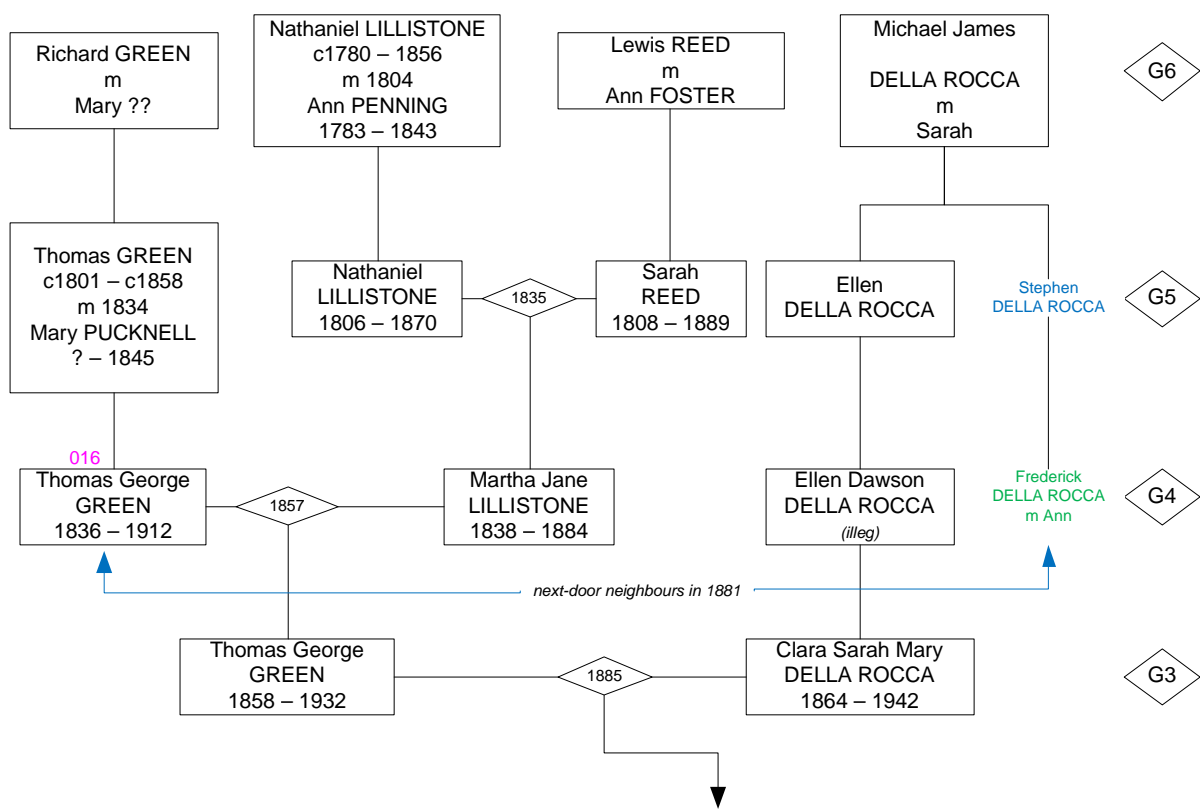 Richard GREEN
m
Mary ??
Nathaniel LILLISTONE
c1780 – 1856
m 1804
Ann PENNING
1783 – 1843
Lewis REED
m
Ann FOSTER
Michael James
DELLA ROCCA
m
Sarah
G6
Thomas GREEN
c1801 – c1858
m 1834
Mary PUCKNELL
? – 1845
Nathaniel
LILLISTONE
1806 – 1870
1835
Sarah
REED
1808 – 1889
Ellen
DELLA ROCCA
Stephen
DELLA ROCCA
G5
016
Thomas George
GREEN
1836 – 1912
1857
Martha Jane
LILLISTONE
1838 – 1884
Ellen Dawson
DELLA ROCCA
(illeg)
Frederick
DELLA ROCCA
m Ann
G4
next-door neighbours in 1881
Thomas George
GREEN
1858 – 1932
1885
Clara Sarah Mary
DELLA ROCCA
1864 – 1942
G3